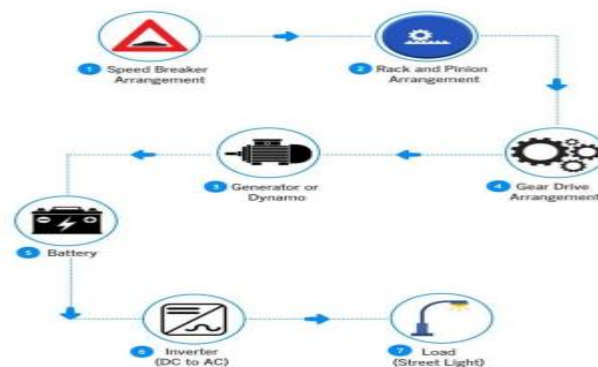 1 Speed Breaker
Arrangement
2 Rack and Pinion
Arrangement
3 Generator or
Dynamo
4 Gear Drive
Arrangement
5 Battery
6 Inverter
(DC to AC)
7 Load
(Street Light)